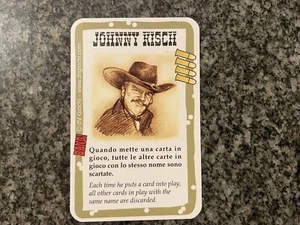 JOHNNY KISCH
Quando mette una carta in
gioco, tutte le altre carte in
gioco con lo stesso nome sono
scartate.
Each time he puts a card into play,
all other cards in play with the
same name are discarded.